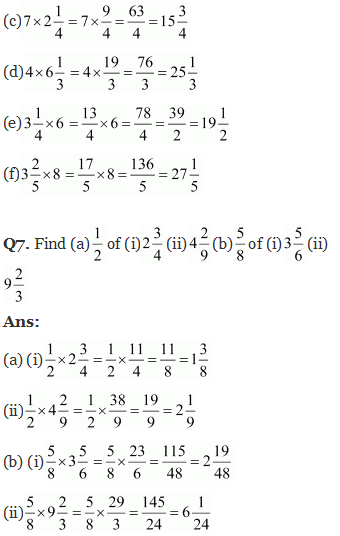 (c) 7 × 2 1/4 = 7 × 9/4 = 63/4 = 15 3/4
(d) 4 × 6 1/3 = 4 × 19/3 = 76/3 = 25 1/3
(e) 3 1/4 × 6 = 13/4 × 6 = 78/4 = 39/2 = 19 1/2
(f) 3 2/5 × 8 = 17/5 × 8 = 136/5 = 27 1/5
Q7. Find (a) 1/2 of (i) 2 3/4 (ii) 4 2/9 (b) 5/8 of (i) 3 5/6 (ii)
9 2/3
Ans:
(a) (i) 1/2 × 2 3/4 = 1/2 × 11/4 = 11/8 = 1 3/8
(ii) 1/2 × 4 2/9 = 1/2 × 38/9 = 19/9 = 2 1/9
(b) (i) 5/8 × 3 5/6 = 5/8 × 23/6 = 115/48 = 2 19/48
(ii) 5/8 × 9 2/3 = 5/8 × 29/3 = 145/24 = 6 1/24